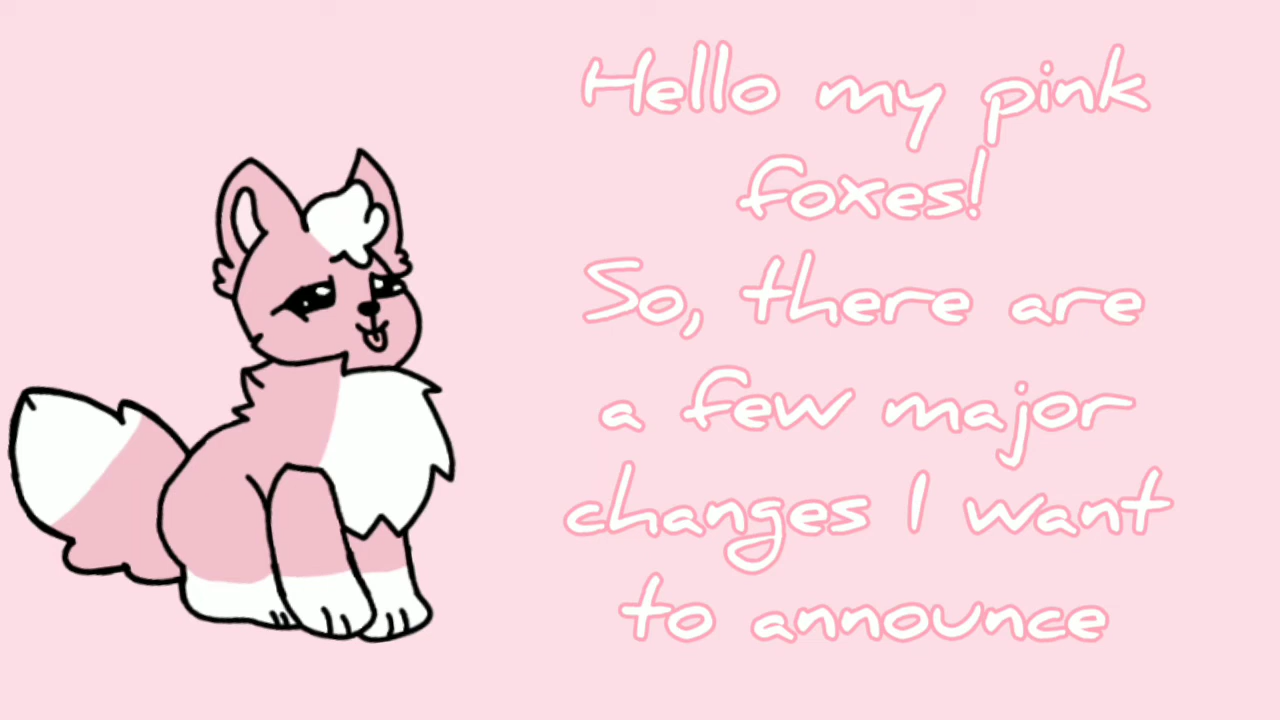 Hello my pink
foxes!
So, there are
a few major
changes I want
to announce